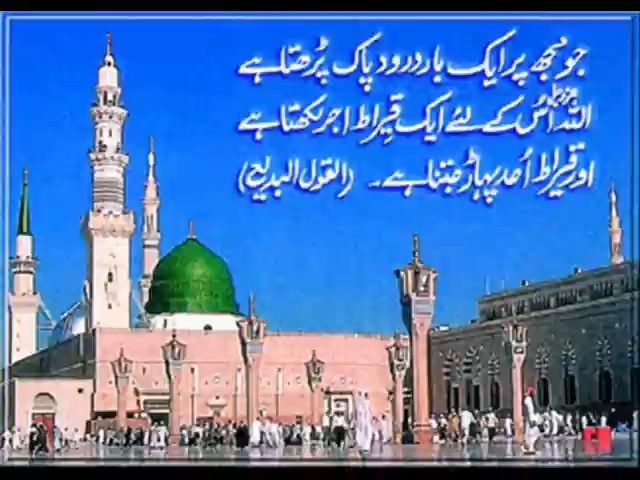 جو مجھ پر ایک بار درود پاک پڑھتا ہے
اللہ عزوجل اُس کے لئے ایک قیراط اجر لکھتا ہے
اور قیراط اُحد پہاڑ جتنا ہے۔ (القول البدیع)